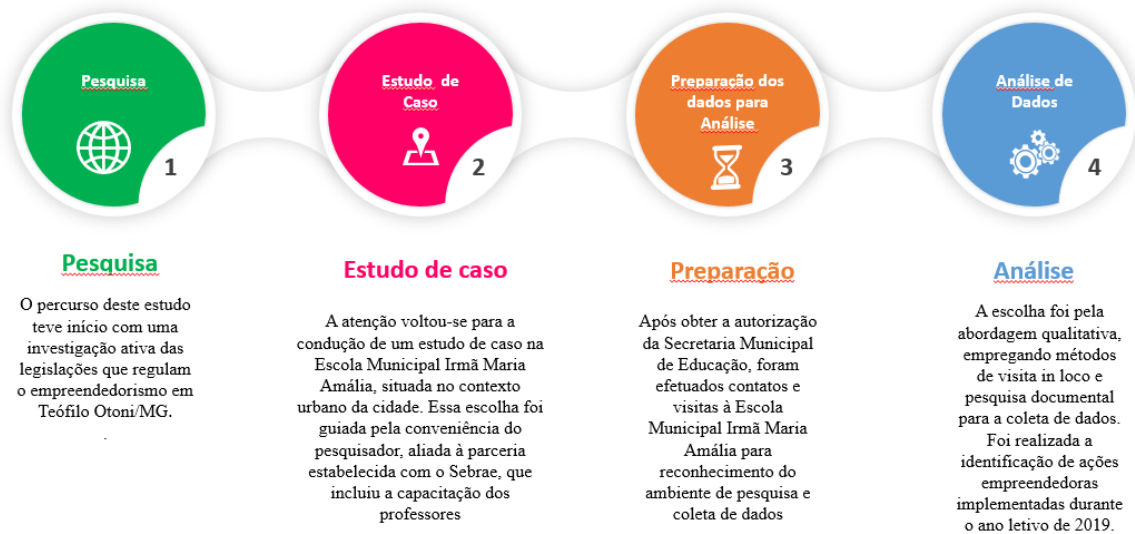 Pesquisa
1
Estudo de
Caso
2
Preparação dos
dados para
Análise
3
Análise de
Dados
4
Pesquisa
O percurso deste estudo
teve início com uma
investigação ativa das
legislações que regulam
o empreendedorismo em
Teófilo Otoni/MG.
.
Estudo de caso
A atenção voltou-se para a
condução de um estudo de caso na
Escola Municipal Irmã Maria
Amália, situada no contexto
urbano da cidade. Essa escolha foi
guiada pela conveniência do
pesquisador, aliada à parceria
estabelecida com o Sebrae, que
incluiu a capacitação dos
professores
Preparação
Após obter a autorização
da Secretaria Municipal
de Educação, foram
efetuados contatos e
visitas à Escola
Municipal Irmã Maria
Amália para
reconhecimento do
ambiente de pesquisa e
coleta de dados
Análise
A escolha foi pela
abordagem qualitativa,
empregando métodos
de visita in loco e
pesquisa documental
para a coleta de dados.
Foi realizada a
identificação de ações
empreendedoras
implementadas durante
o ano letivo de 2019.